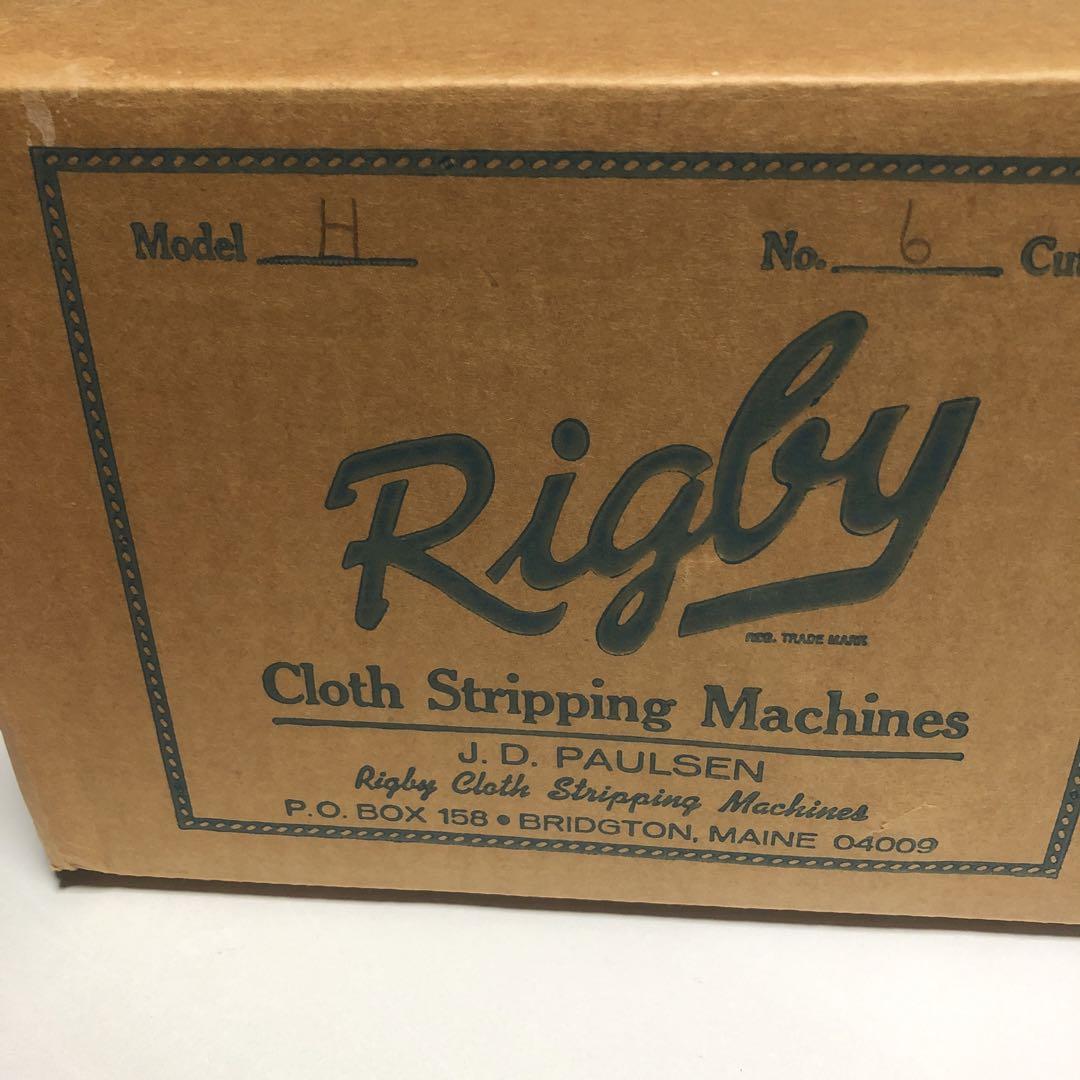 Model H No. 6 Cu
Rigby
REG. TRADE MARK
Cloth Stripping Machines
J. D. PAULSEN
Rigby Cloth Stripping Machines
P.O. BOX 158 • BRIDGTON, MAINE 04009